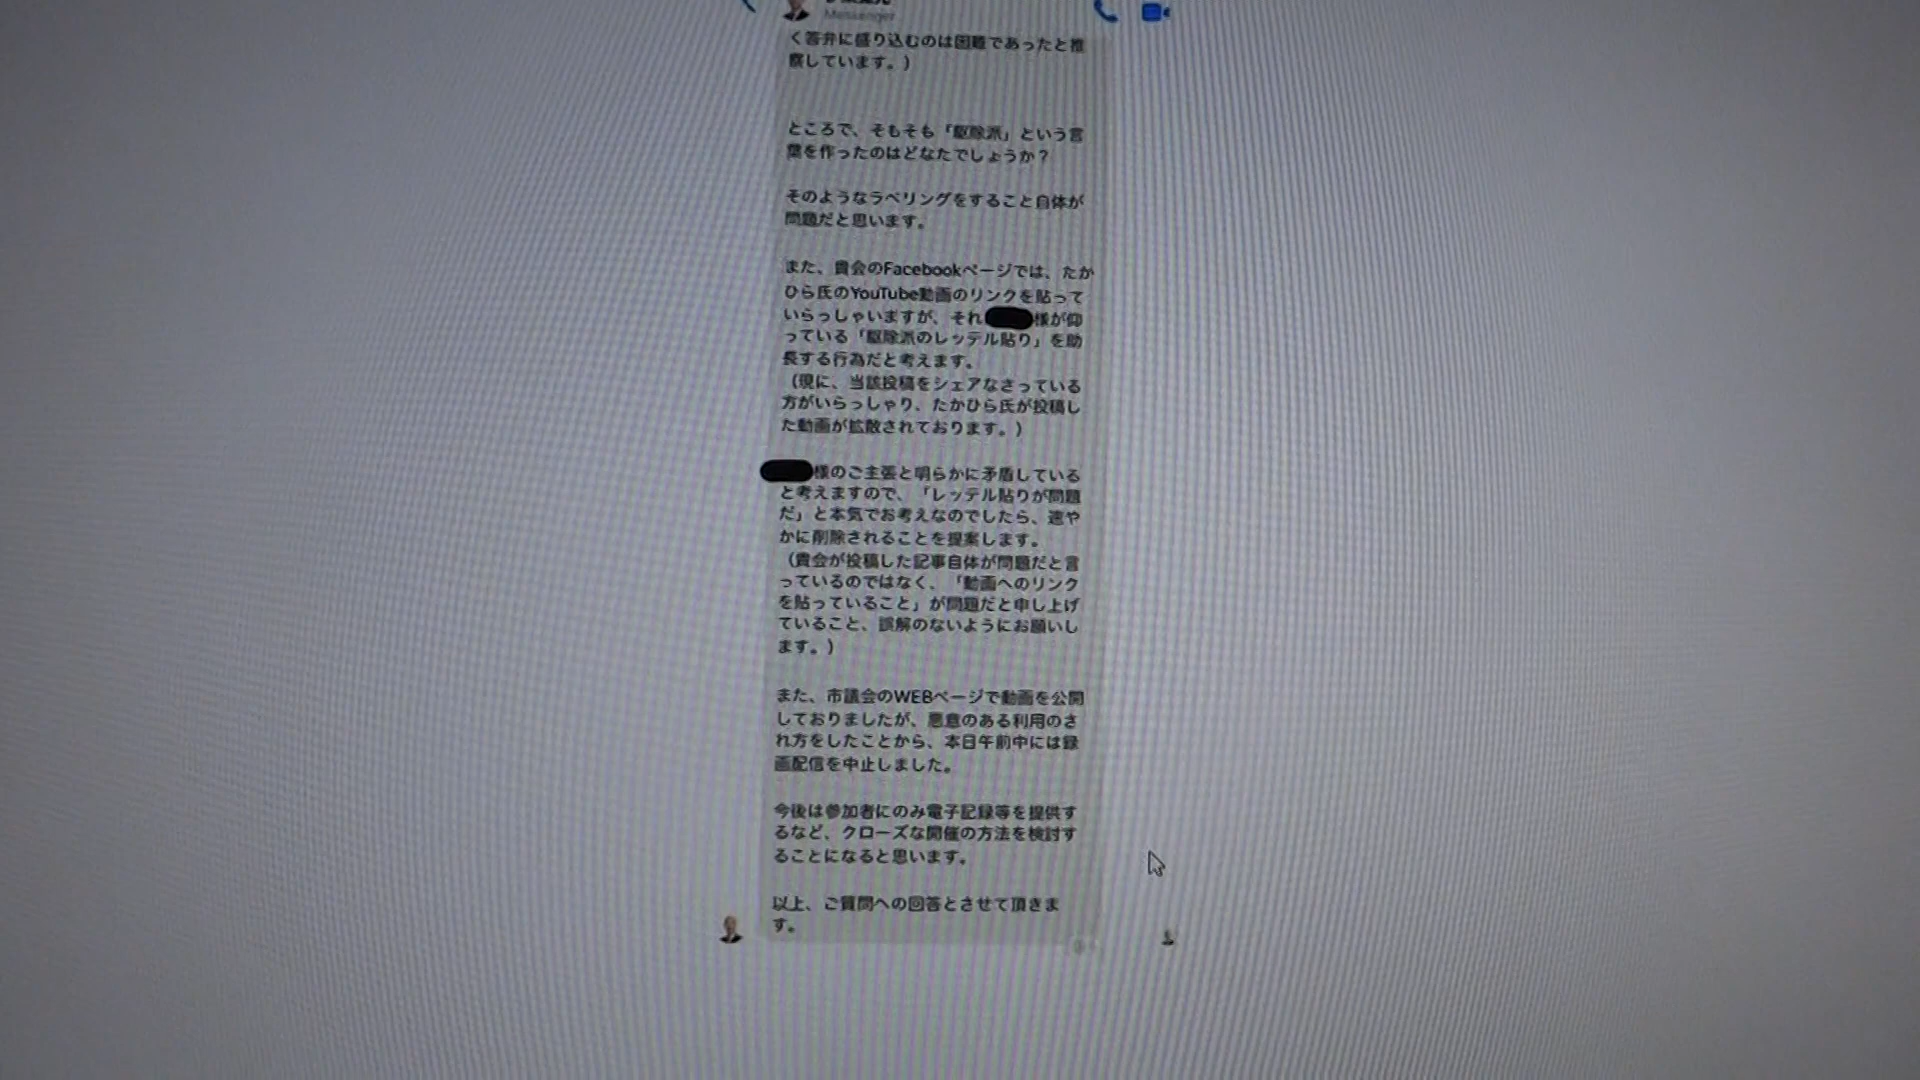 Messenger
く答弁に盛り込むのは困難であったと推
察しています。)
ところで、そもそも「駆除派」という言
葉を作ったのはどなたでしょうか？
そのようなラベリングをすること自体が
問題だと思います。
また、貴会のFacebookページでは、たか
ひら氏のYouTube動画のリンクを貼って
いらっしゃいますが、それ
様が仰
っている「駆除派のレッテル貼り」を助
長する行為だと考えます。
(現に、当該投稿をシェアなさっている
方がいらっしゃり、たかひら氏が投稿し
た動画が拡散されております。)
様のご主張と明らかに矛盾している
と考えますので、「レッテル貼りが問題
だ」と本気でお考えなのでしたら、速や
かに削除されることを提案します。
(貴会が投稿した記事自体が問題だと言
っているのではなく、「動画へのリンク
を貼っていること」が問題だと申し上げ
ていること、誤解のないようにお願いし
ます。)
また、市議会のWEBページで動画を公開
しておりましたが、悪意のある利用のさ
れ方をしたことから、本日午前中には録
画配信を中止しました。
今後は参加者にのみ電子記録等を提供す
るなど、クローズな開催の方法を検討す
ることになると思います。
以上、ご質問への回答とさせて頂きま
す。